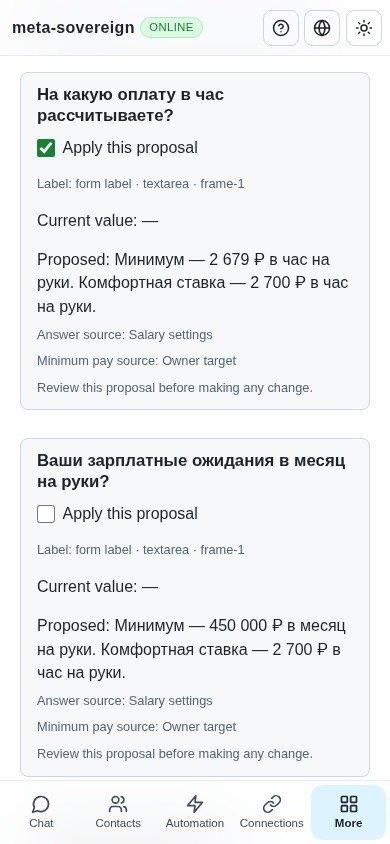 meta-sovereign ONLINE
На какую оплату в час
рассчитываете?
Apply this proposal
Label: form label · textarea · frame-1
Current value: —
Proposed: Минимум — 2 679 ₽ в час на
руки. Комфортная ставка — 2 700 ₽ в час
на руки.
Answer source: Salary settings
Minimum pay source: Owner target
Review this proposal before making any change.
Ваши зарплатные ожидания в месяц
на руки?
Apply this proposal
Label: form label · textarea · frame-1
Current value: —
Proposed: Минимум — 450 000 ₽ в месяц
на руки. Комфортная ставка — 2 700 ₽ в
час на руки.
Answer source: Salary settings
Minimum pay source: Owner target
Review this proposal before making any change.
Chat Contacts Automation Connections More